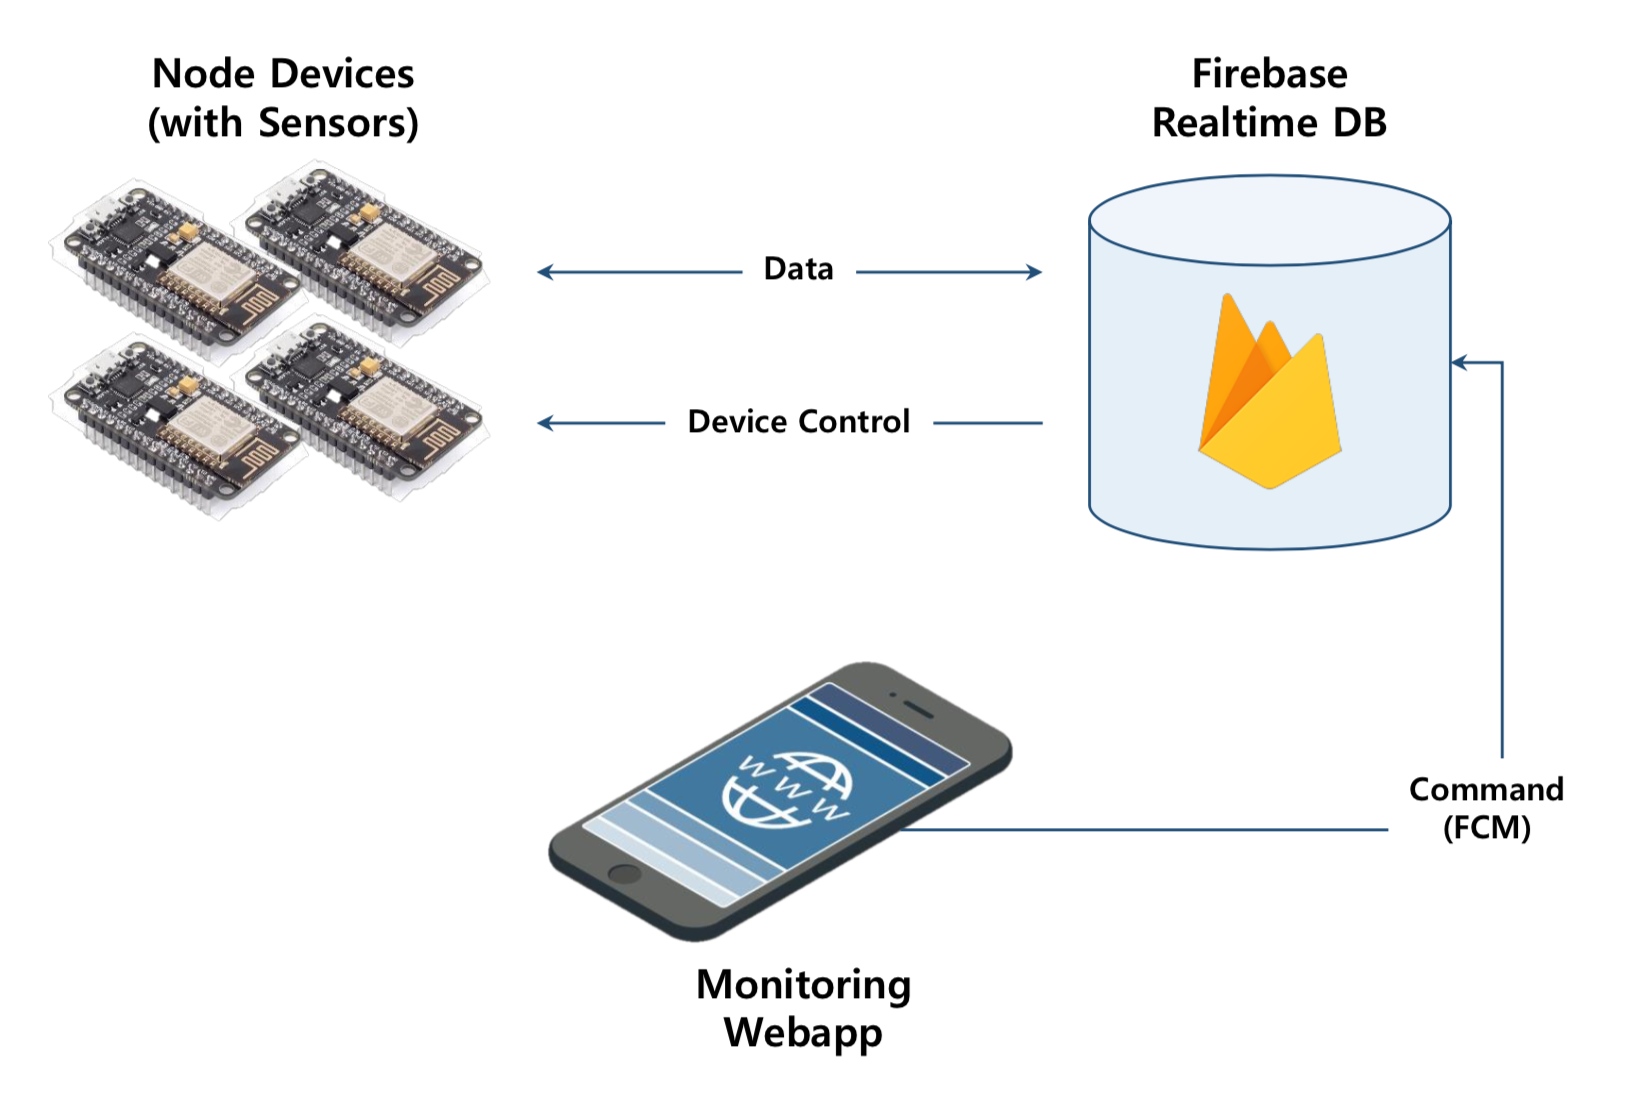 Node Devices
(with Sensors)
Firebase
Realtime DB
Data
Device Control
WWW
Command
(FCM)
Monitoring
Webapp